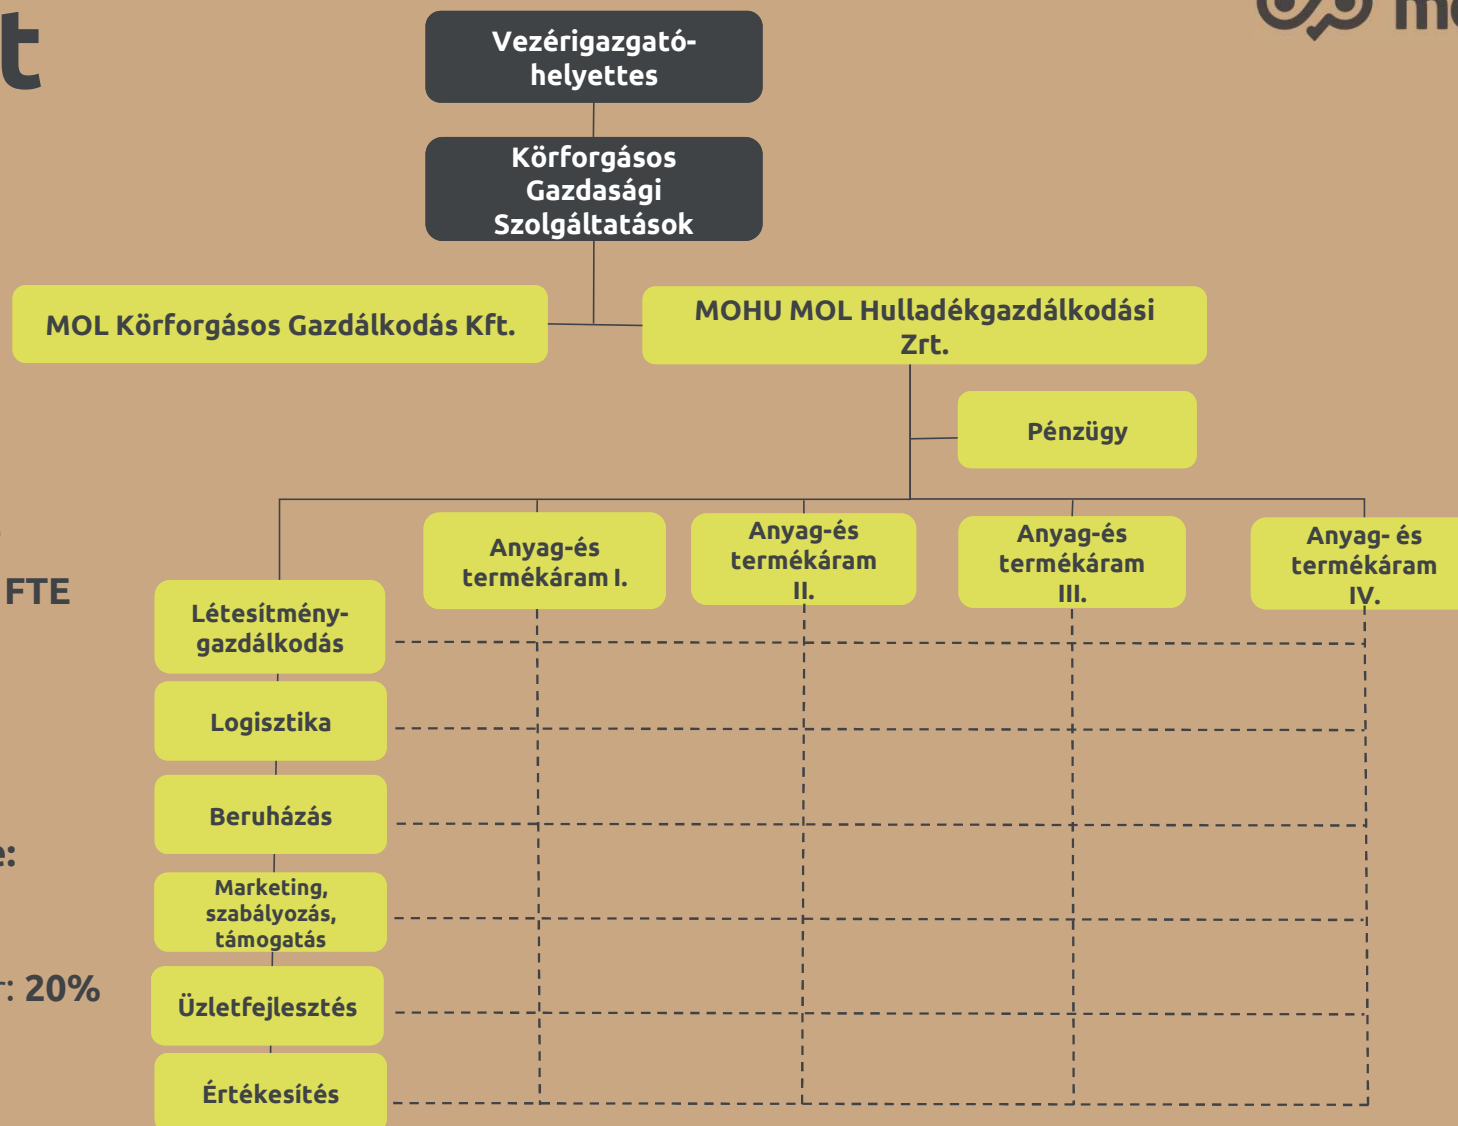 Vezérigazgató-
helyettes
Körforgásos
Gazdasági
Szolgáltatások
MOL Körforgásos Gazdálkodás Kft.
MOHU MOL Hulladékgazdálkodási
Zrt.
Pénzügy
Anyag-és
termékáram I.
Anyag-és
termékáram
II.
Anyag-és
termékáram
III.
Anyag- és
termékáram
IV.
FTE
Létesítmény-
gazdálkodás
Logisztika
Beruházás
Marketing,
szabályozás,
támogatás
20%
Üzletfejlesztés
Értékesítés